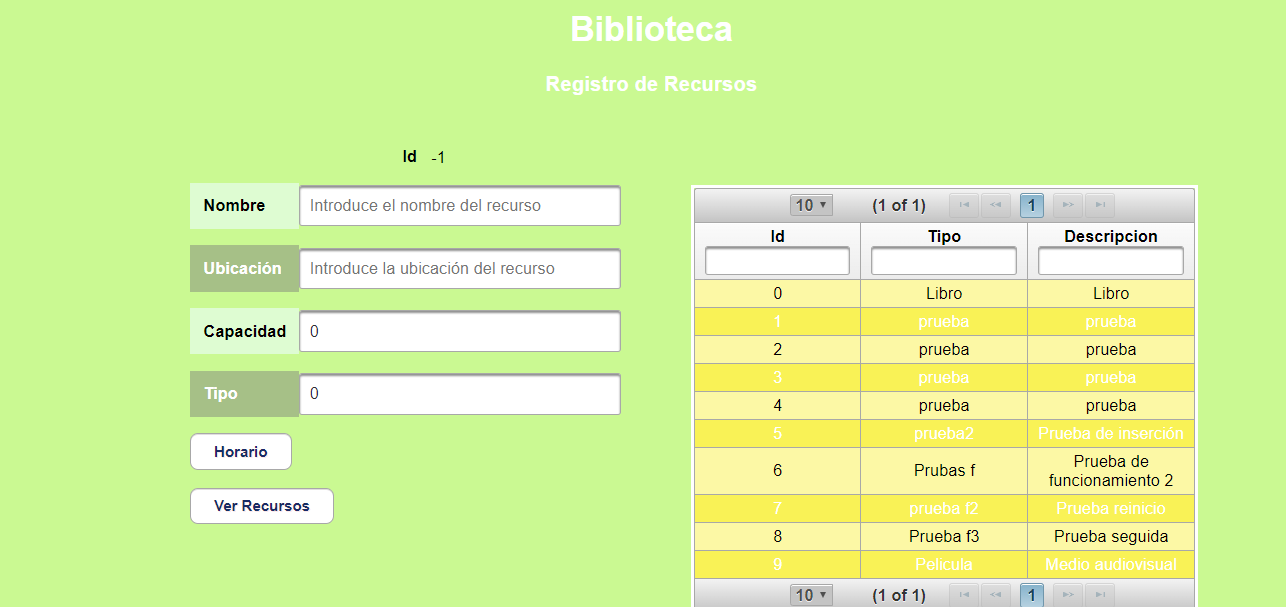 Biblioteca
Registro de Recursos
Id -1
Nombre Introduce el nombre del recurso
Ubicación Introduce la ubicación del recurso
Capacidad 0
Tipo 0
Horario
Ver Recursos
10 (1 of 1) 1
Id Tipo Descripcion
0 Libro Libro
1 prueba prueba
2 prueba prueba
3 prueba prueba
4 prueba prueba
5 prueba2 Prueba de inserción
6 Prubas f Prueba de
funcionamiento 2
7 prueba f2 Prueba reinicio
8 Prueba f3 Prueba seguida
9 Pelicula Medio audiovisual
10 (1 of 1) 1